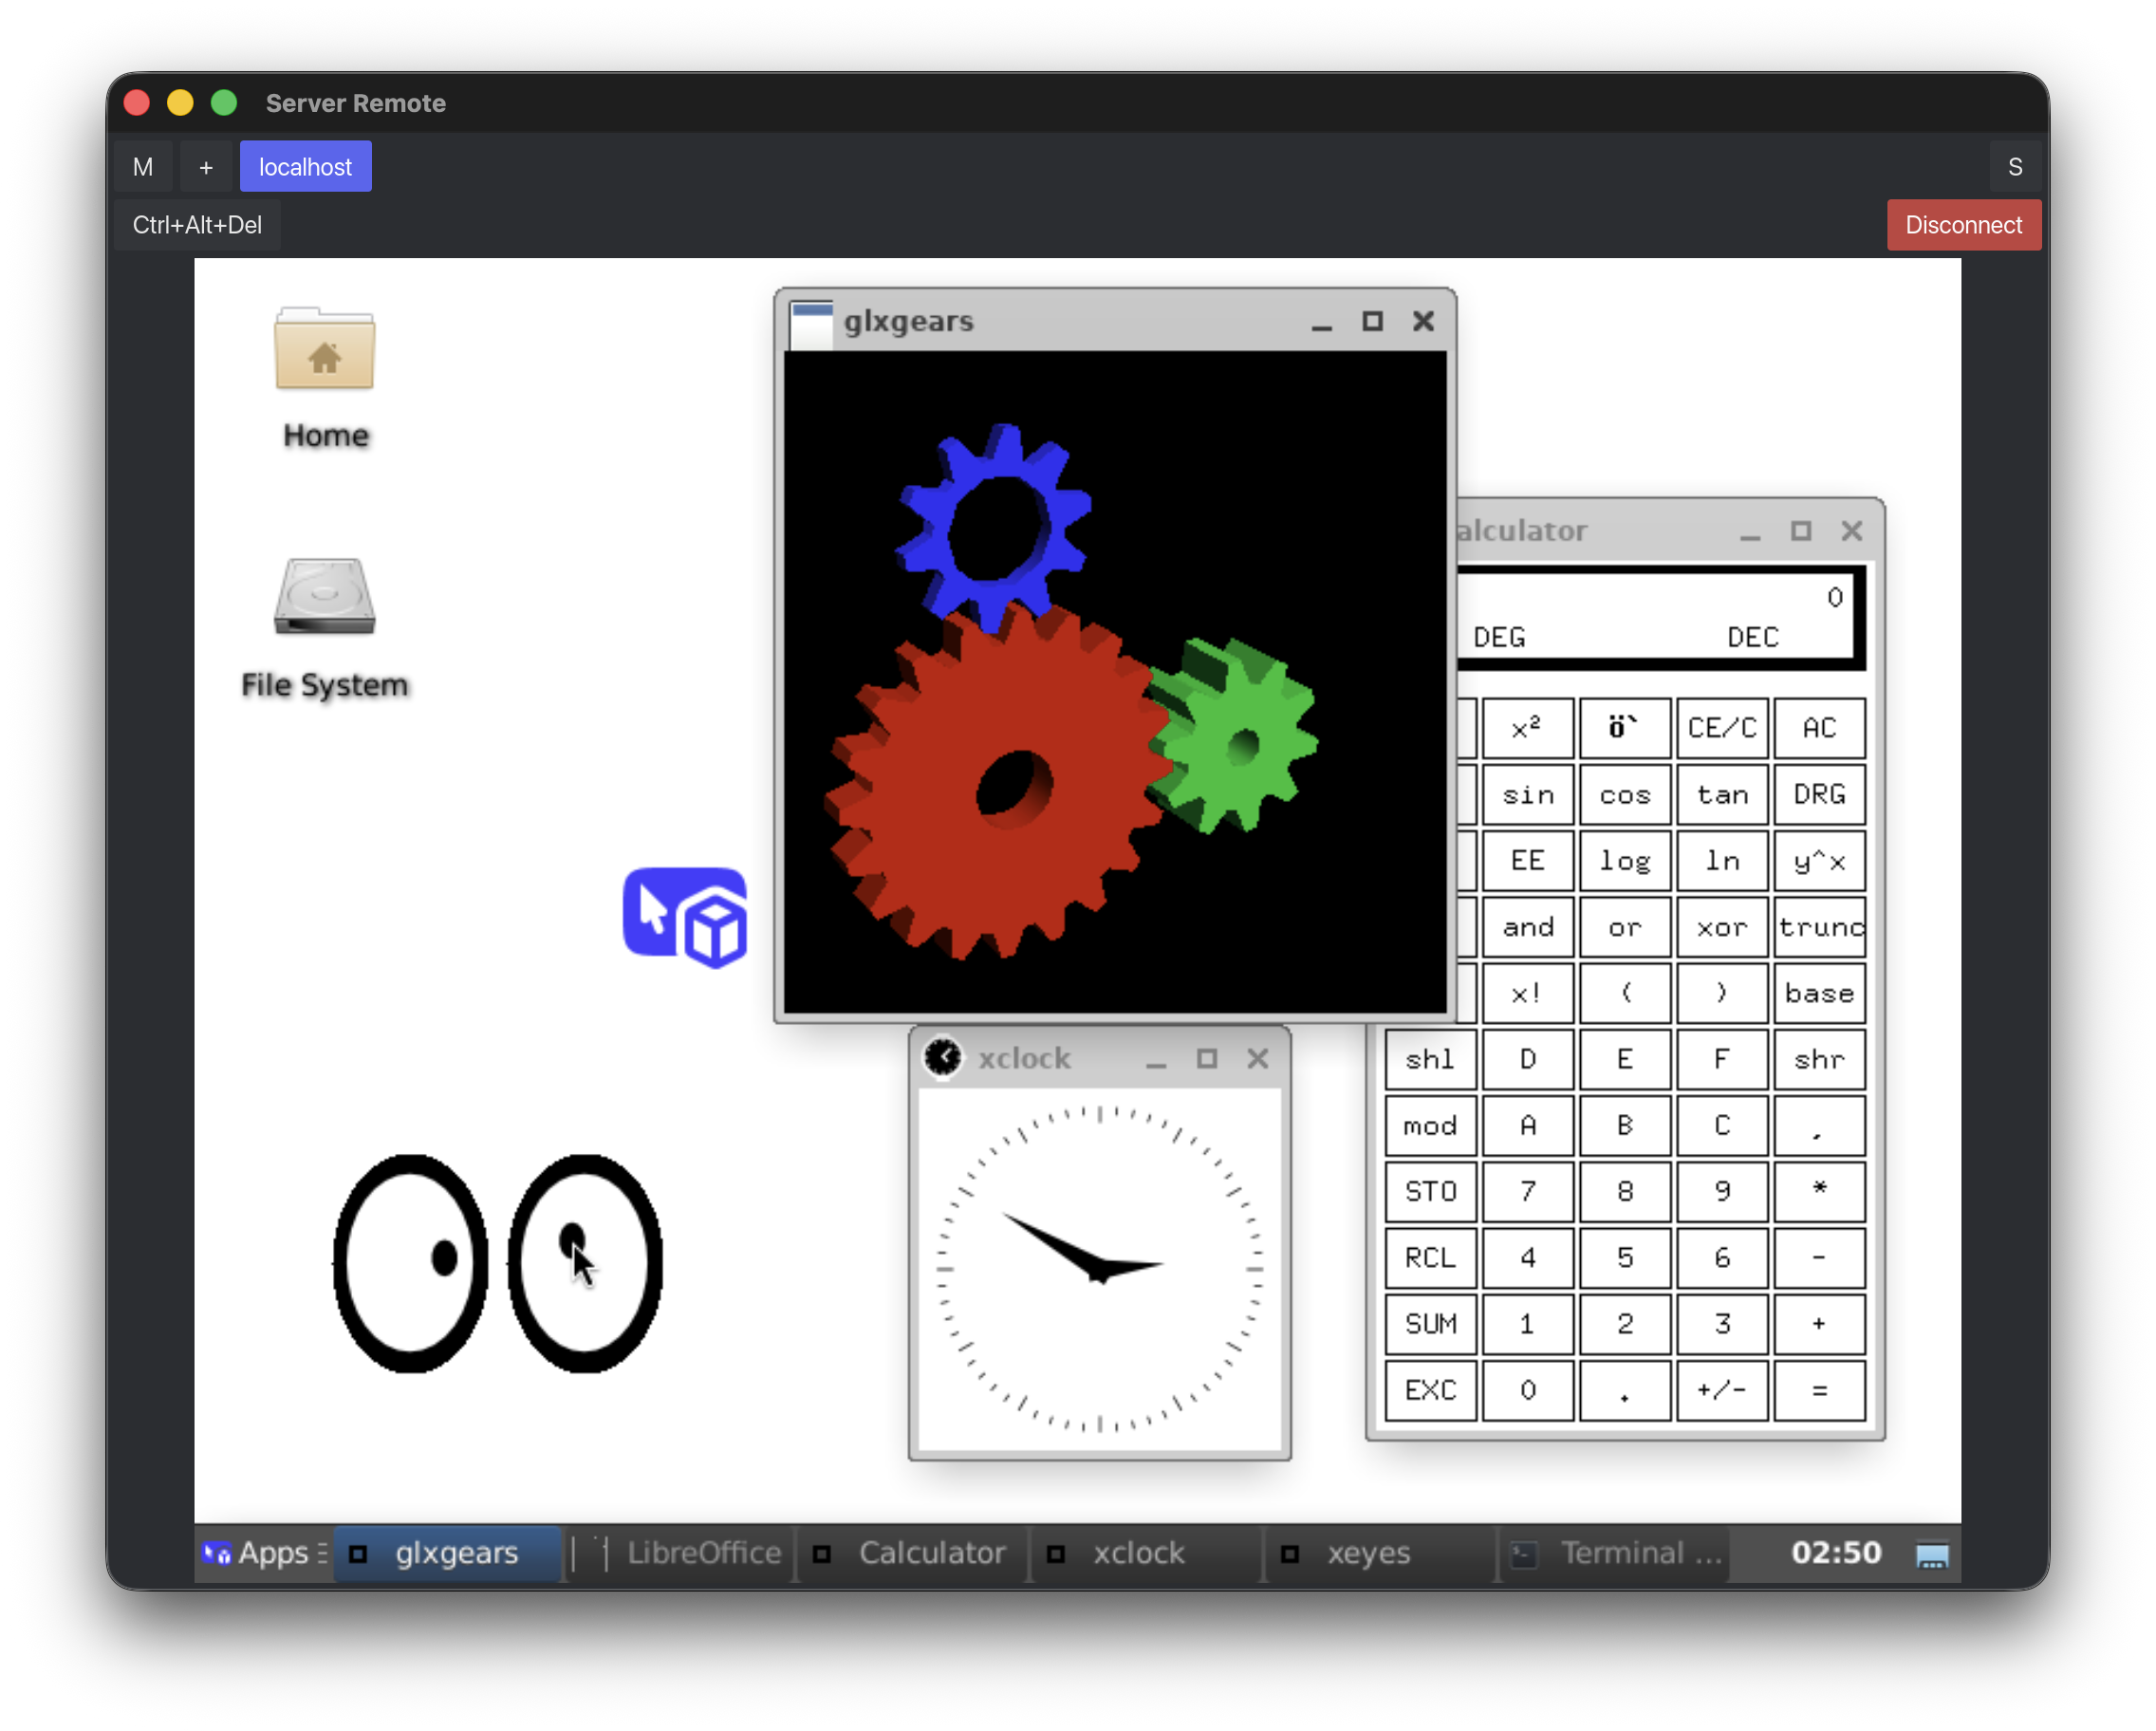 Server Remote
M + localhost S
Ctrl+Alt+Del Disconnect
Home
File System
glxgears
alculator
0
DEG DEC
x² ö` CE/C AC
sin cos tan DRG
EE log ln y^x
and or xor trunc
x! ( ) base
shl D E F shr
mod A B C ,
STO 7 8 9 *
RCL 4 5 6 -
SUM 1 2 3 +
EXC 0 . +/- =
xclock
Apps glxgears LibreOffice Calculator xclock xeyes Terminal ... 02:50